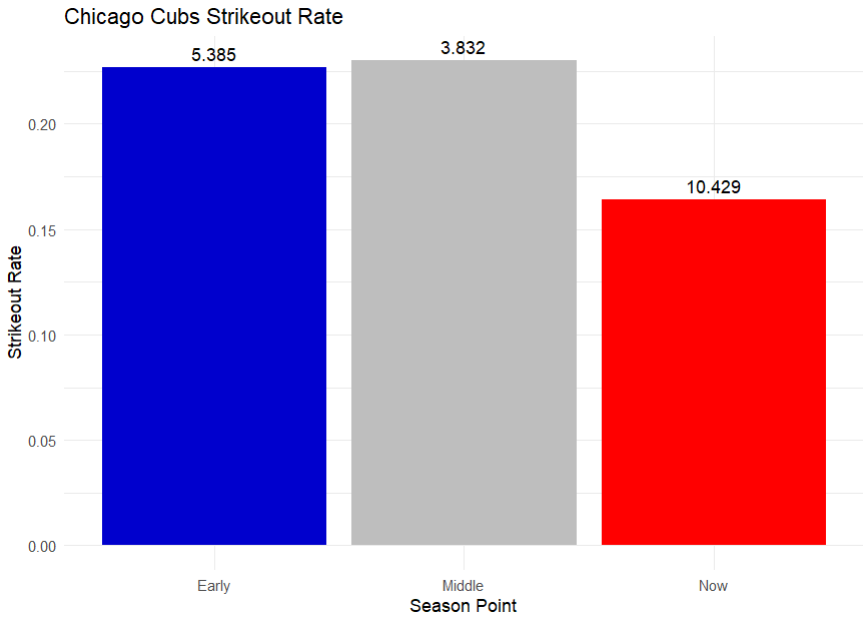 Chicago Cubs Strikeout Rate
5.385
3.832
10.429
Strikeout Rate
0.20
0.15
0.10
0.05
0.00
Early
Middle
Now
Season Point